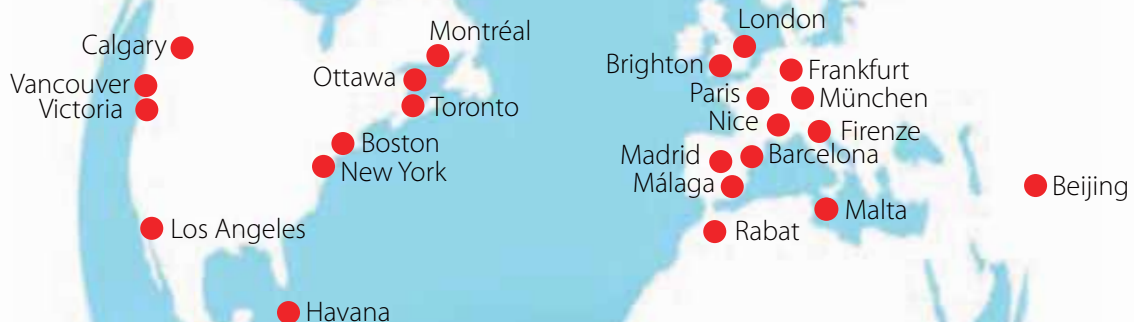 Calgary
Vancouver
Victoria
Montréal
Ottawa
Toronto
Boston
New York
Los Angeles
Havana
London
Brighton
Frankfurt
Paris
München
Nice
Firenze
Madrid
Barcelona
Málaga
Malta
Rabat
Beijing